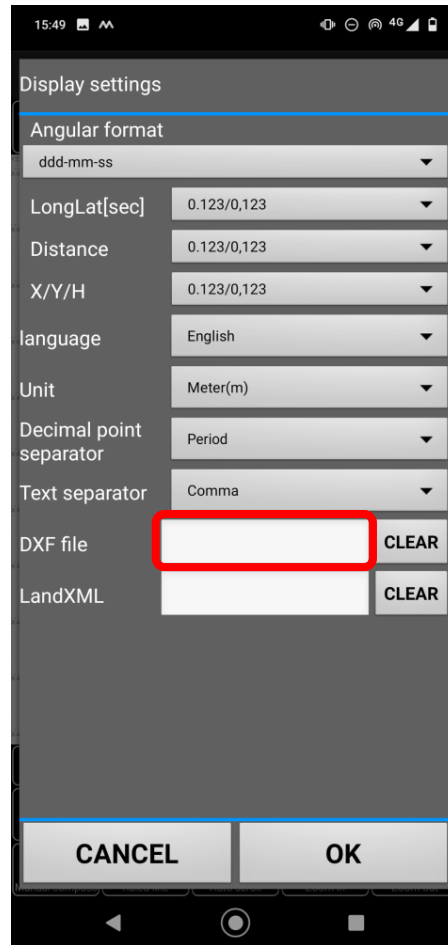 15:49
4G
Display settings
Angular format
ddd-mm-ss
LongLat[sec]
0.123/0,123
Distance
0.123/0,123
X/Y/H
0.123/0,123
language
English
Unit
Meter(m)
Decimal point
separator
Period
Text separator
Comma
DXF file
CLEAR
LandXML
CLEAR
CANCEL
OK